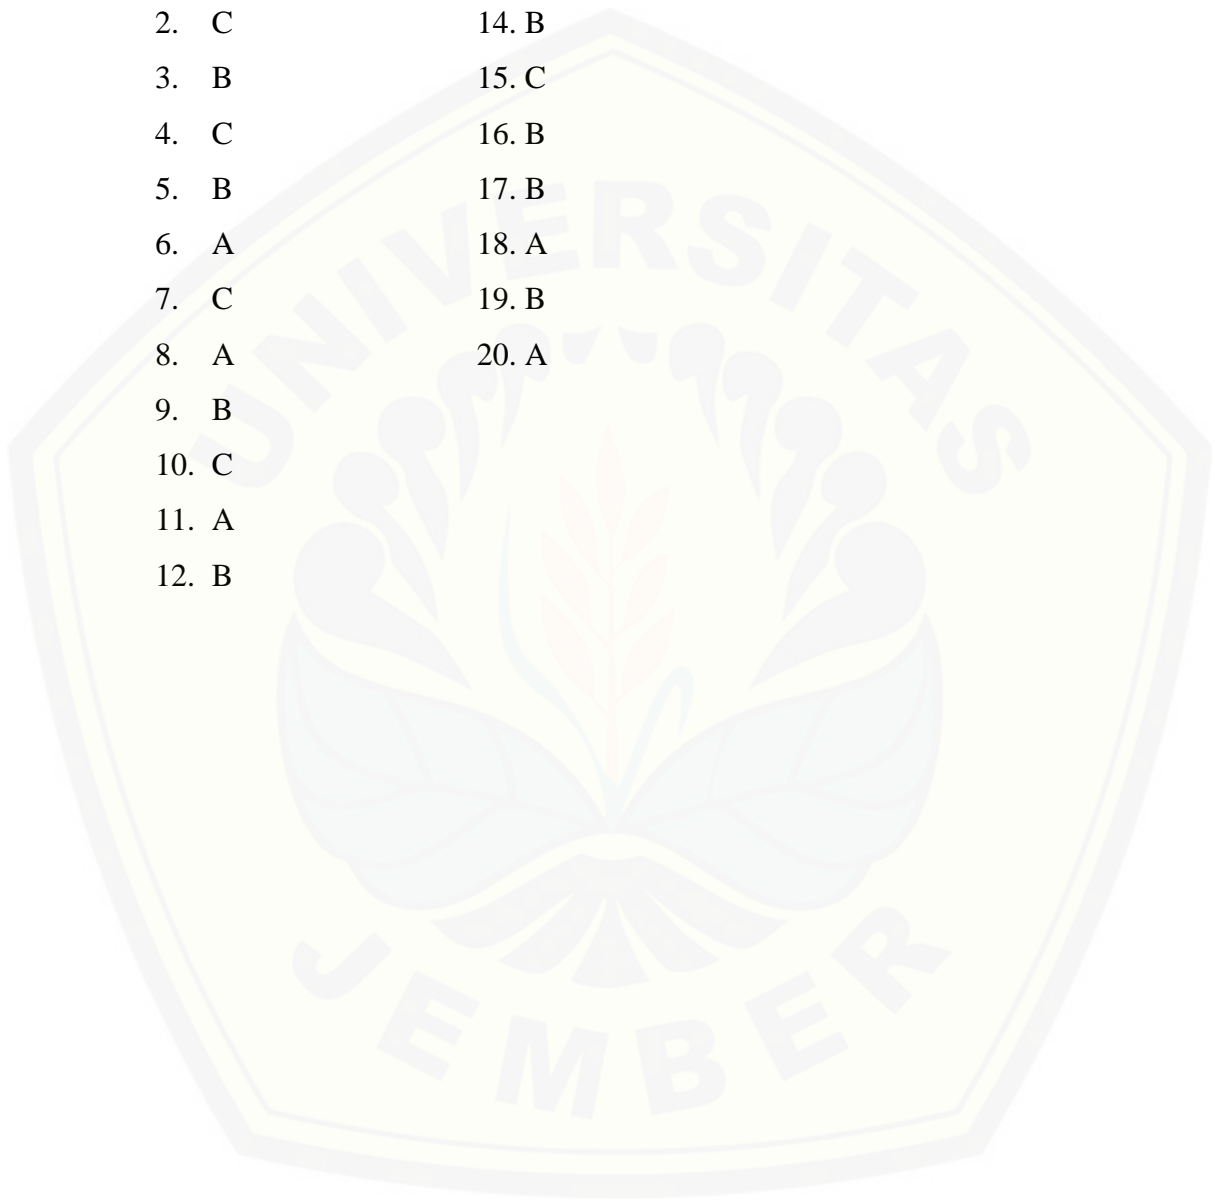 2. C
3. B
4. C
5. B
6. A
7. C
8. A
9. B
10. C
11. A
12. B
14. B
15. C
16. B
17. B
18. A
19. B
20. A
UNIVERSITAS
JEMBER